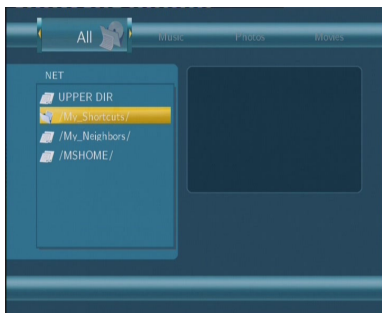 All Music Photos Movies
NET
UPPER DIR
/My_Shortcuts/
/My_Neighbors/
/MSHOME/